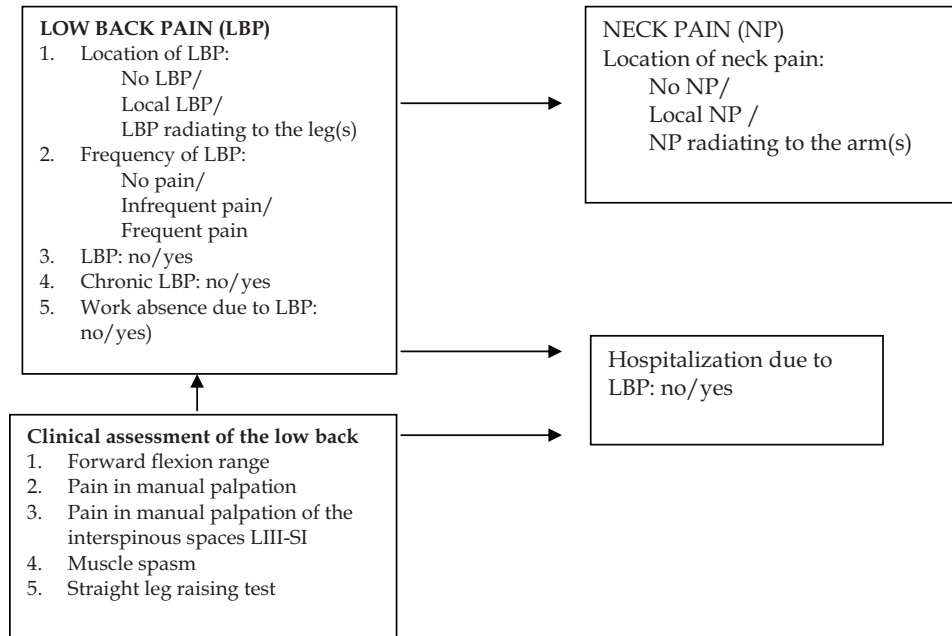 LOW BACK PAIN (LBP)
1. Location of LBP:
No LBP/
Local LBP/
LBP radiating to the leg(s)
2. Frequency of LBP:
No pain/
Infrequent pain/
Frequent pain
3. LBP: no/yes
4. Chronic LBP: no/yes
5. Work absence due to LBP:
no/yes)
NECK PAIN (NP)
Location of neck pain:
No NP/
Local NP /
NP radiating to the arm(s)
Hospitalization due to
LBP: no/yes
Clinical assessment of the low back
1. Forward flexion range
2. Pain in manual palpation
3. Pain in manual palpation of the
interspinous spaces LIII-SI
4. Muscle spasm
5. Straight leg raising test